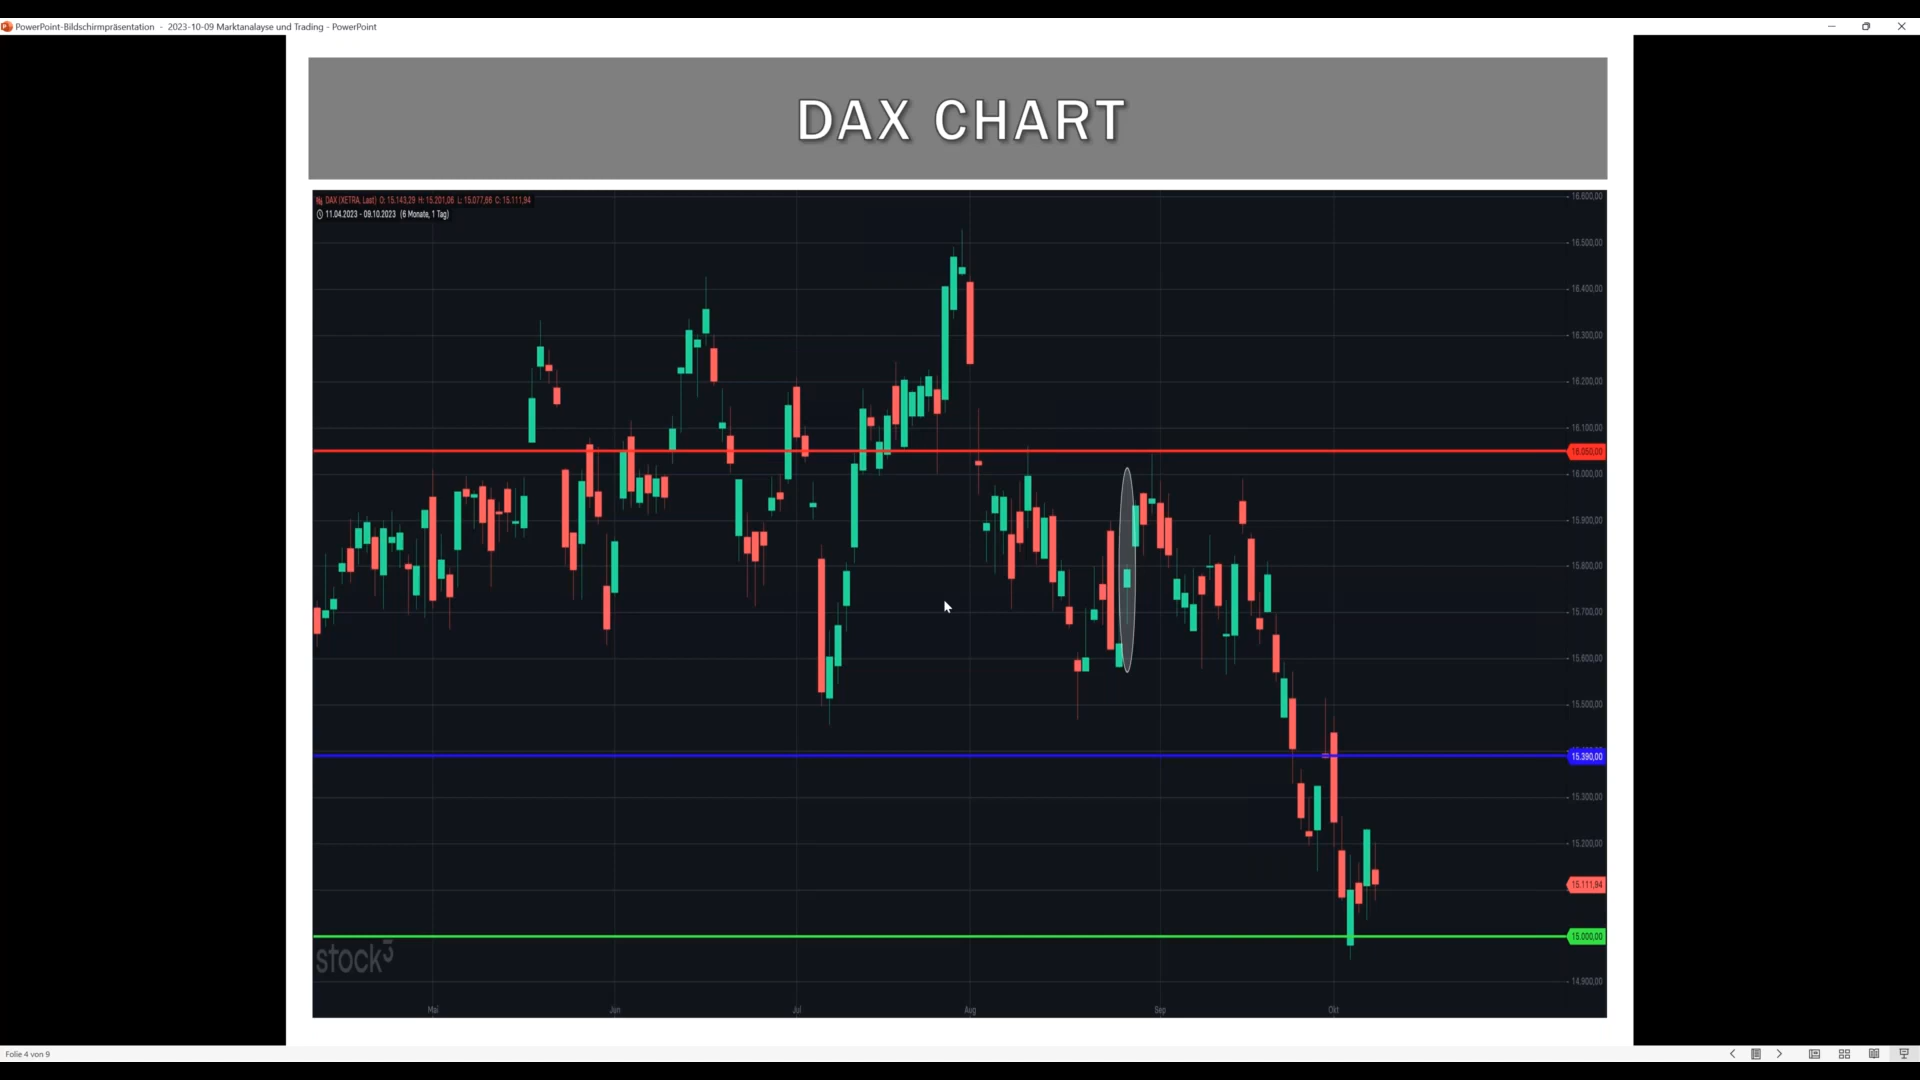 PowerPoint-Bildschirmpräsentation - 2023-10-09 Marktanalayse und Trading - PowerPoint
DAX CHART
DAX (XETRA, Last) O: 15.143,29 H: 15.201,06 L: 15.077,66 C: 15.111,94
11.04.2023 - 09.10.2023 (6 Monate, 1 Tag)
16.600,00
16.500,00
16.400,00
16.300,00
16.200,00
16.100,00
16.050,00
16.000,00
15.900,00
15.800,00
15.700,00
15.600,00
15.500,00
15.390,00
15.300,00
15.200,00
15.111,94
15.000,00
14.900,00
stock3
Mai Jun Jul Aug Sep Okt
Folie 4 von 9